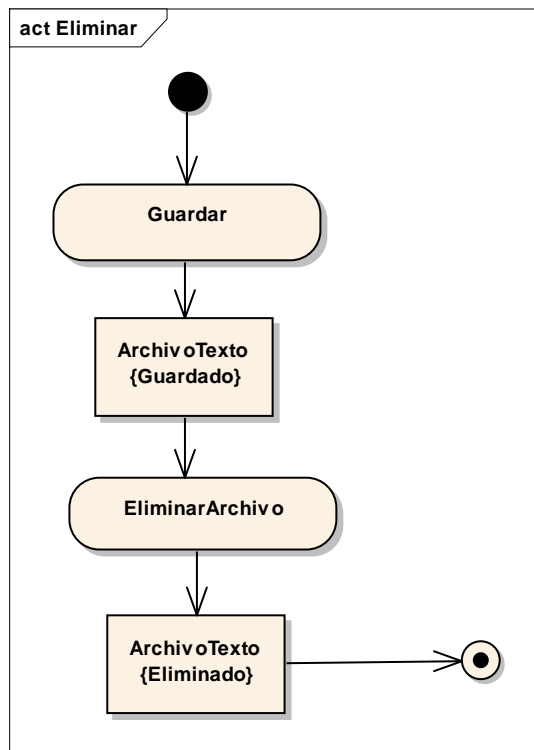 act Eliminar
Guardar
ArchivoTexto
{Guardado}
EliminarArchivo
ArchivoTexto
{Eliminado}